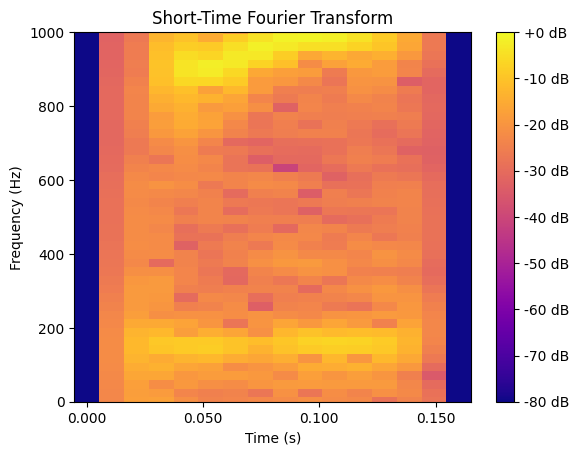 Short-Time Fourier Transform
1000
800
600
400
200
0
Frequency (Hz)
0.000
0.050
0.100
0.150
Time (s)
+0 dB
-10 dB
-20 dB
-30 dB
-40 dB
-50 dB
-60 dB
-70 dB
-80 dB